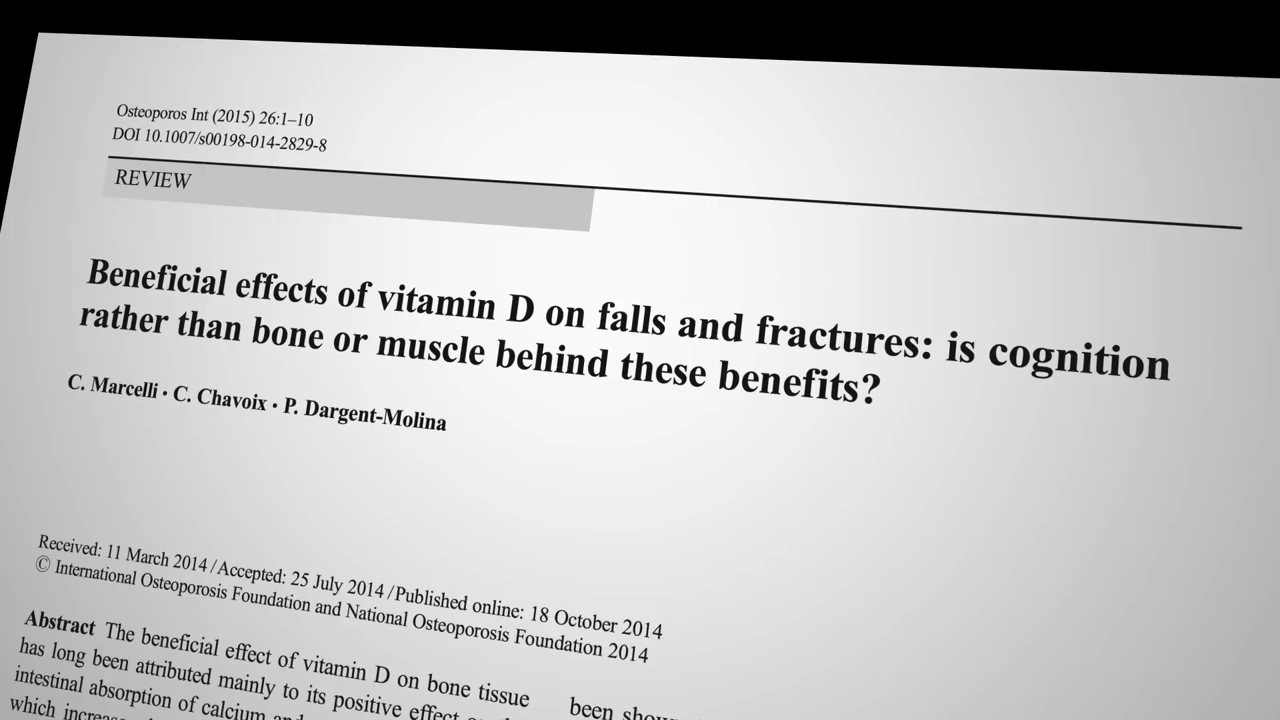 Osteoporos Int (2015) 26:1–10
DOI 10.1007/s00198-014-2829-8
REVIEW
Beneficial effects of vitamin D on falls and fractures: is cognition
rather than bone or muscle behind these benefits?
C. Marcelli · C. Chavoix · P. Dargent-Molina
Received: 11 March 2014 / Accepted: 25 July 2014 / Published online: 18 October 2014
© International Osteoporosis Foundation and National Osteoporosis Foundation 2014
Abstract The beneficial effect of vitamin D on bone tissue
has long been attributed mainly to its positive effect
intestinal absorption of calcium and
which
been